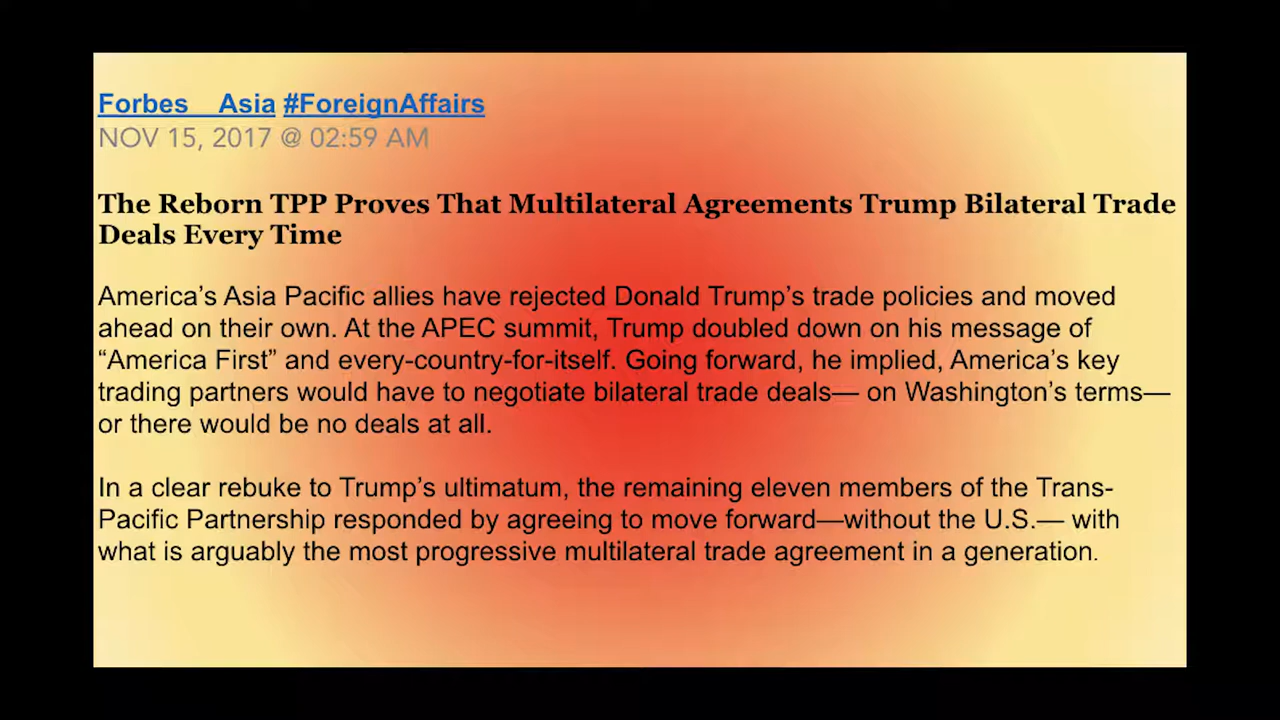 Forbes Asia #ForeignAffairs
NOV 15, 2017 @ 02:59 AM
The Reborn TPP Proves That Multilateral Agreements Trump Bilateral Trade
Deals Every Time
America’s Asia Pacific allies have rejected Donald Trump’s trade policies and moved
ahead on their own. At the APEC summit, Trump doubled down on his message of
“America First” and every-country-for-itself. Going forward, he implied, America’s key
trading partners would have to negotiate bilateral trade deals— on Washington’s terms—
or there would be no deals at all.
In a clear rebuke to Trump’s ultimatum, the remaining eleven members of the Trans-
Pacific Partnership responded by agreeing to move forward—without the U.S.— with
what is arguably the most progressive multilateral trade agreement in a generation.